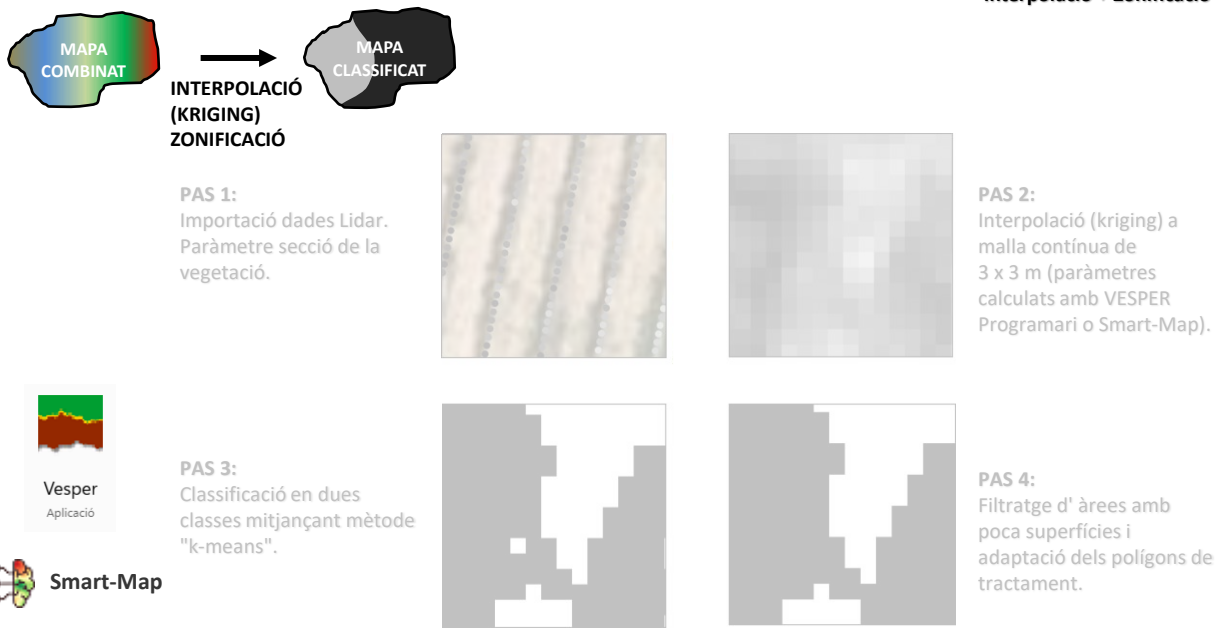 Interpolació + Zonificació
MAPA
COMBINAT
MAPA
CLASSIFICAT
INTERPOLACIÓ
(KRIGING)
ZONIFICACIÓ
PAS 1:
Importació dades Lidar.
Paràmetre secció de la
vegetació.
PAS 2:
Interpolació (kriging) a
malla contínua de
3 x 3 m (paràmetres
calculats amb VESPER
Programari o Smart-Map).
Vesper
Aplicació
Smart-Map
PAS 3:
Classificació en dues
classes mitjançant mètode
"k-means".
PAS 4:
Filtratge d' àrees amb
poca superfícies i
adaptació dels polígons de
tractament.